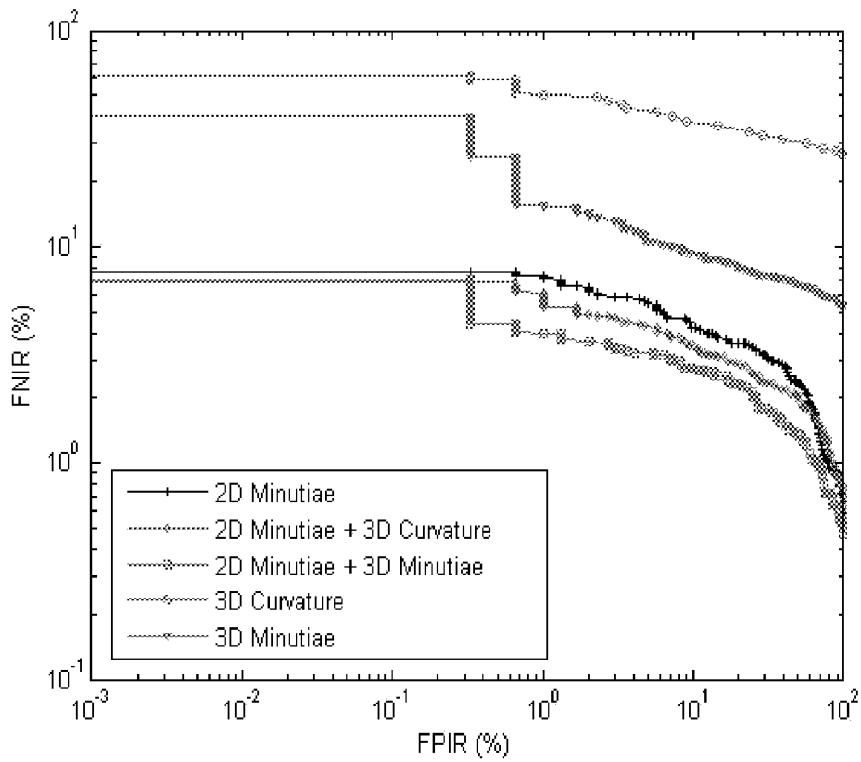 10^2
10^1
10^0
10^-1
FNIR (%)
2D Minutiae
2D Minutiae + 3D Curvature
2D Minutiae + 3D Minutiae
3D Curvature
3D Minutiae
10^-3 10^-2 10^-1 10^0 10^1 10^2
FPIR (%)